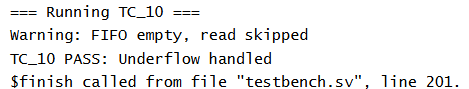 === Running TC_10 ===
Warning: FIFO empty, read skipped
TC_10 PASS: Underflow handled
$finish called from file "testbench.sv", line 201.